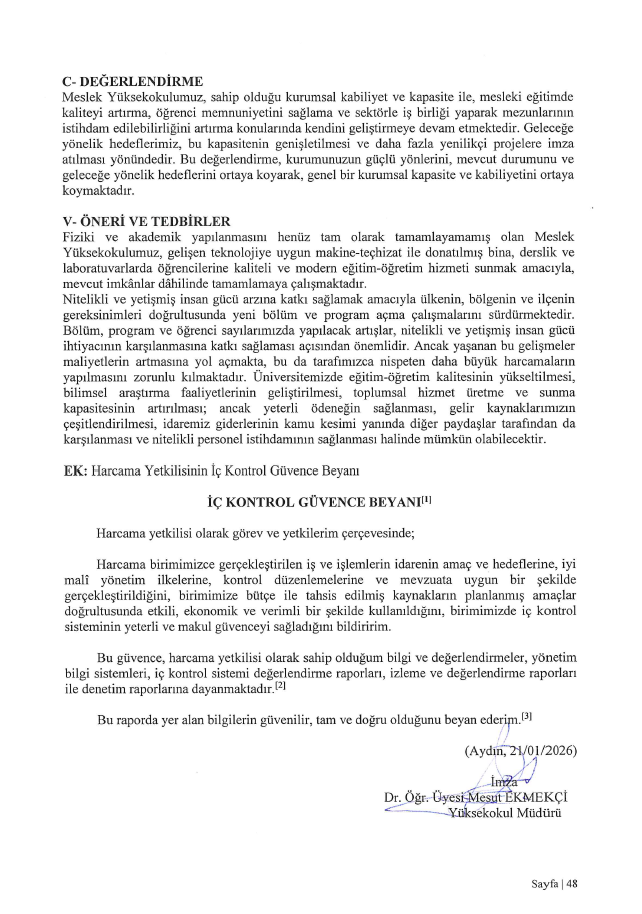 C- DEĞERLENDİRME
Meslek Yüksekokulumuz, sahip olduğu kurumsal kabiliyet ve kapasite ile, mesleki eğitimde
kaliteyi artırma, öğrenci memnuniyetini sağlama ve sektörle iş birliği yaparak mezunlarının
istihdam edilebilirliğini artırma konularında kendini geliştirmeye devam etmektedir. Geleceğe
yönelik hedeflerimiz, bu kapasitenin genişletilmesi ve daha fazla yenilikçi projelere imza
atılması yönündedir. Bu değerlendirme, kurumunuzun güçlü yönlerini, mevcut durumunu ve
geleceğe yönelik hedeflerini ortaya koyarak, genel bir kurumsal kapasite ve kabiliyetini ortaya
koymaktadır.
V- ÖNERİ VE TEDBİRLER
Fiziki ve akademik yapılanmasını henüz tam olarak tamamlayamamış olan Meslek
Yüksekokulumuz, gelişen teknolojiye uygun makine-teçhizat ile donatılmış bina, derslik ve
laboratuvarlarda öğrencilerine kaliteli ve modern eğitim-öğretim hizmeti sunmak amacıyla,
mevcut imkânlar dâhilinde tamamlamaya çalışmaktadır.
Nitelikli ve yetişmiş insan gücü arzına katkı sağlamak amacıyla ülkenin, bölgenin ve ilçenin
gereksinimleri doğrultusunda yeni bölüm ve program açma çalışmalarını sürdürmektedir.
Bölüm, program ve öğrenci sayılarımızda yapılacak artışlar, nitelikli ve yetişmiş insan gücü
ihtiyacının karşılanmasına katkı sağlaması açısından önemlidir. Ancak yaşanan bu gelişmeler
maliyetlerin artmasına yol açmakta, bu da tarafımızca nispeten daha büyük harcamaların
yapılmasını zorunlu kılmaktadır. Üniversitemizde eğitim-öğretim kalitesinin yükseltilmesi,
bilimsel araştırma faaliyetlerinin geliştirilmesi, toplumsal hizmet üretme ve sunma
kapasitesinin artırılması; ancak yeterli ödeneğin sağlanması, gelir kaynaklarımızın
çeşitlendirilmesi, idaremiz giderlerinin kamu kesimi yanında diğer paydaşlar tarafından da
karşılanması ve nitelikli personel istihdamının sağlanması halinde mümkün olabilecektir.
EK: Harcama Yetkilisinin İç Kontrol Güvence Beyanı
İÇ KONTROL GÜVENCE BEYANI[1]
Harcama yetkilisi olarak görev ve yetkilerim çerçevesinde;
Harcama birimimizce gerçekleştirilen iş ve işlemlerin idarenin amaç ve hedeflerine, iyi
malî yönetim ilkelerine, kontrol düzenlemelerine ve mevzuata uygun bir şekilde
gerçekleştirildiğini, birimimize bütçe ile tahsis edilmiş kaynakların planlanmış amaçlar
doğrultusunda etkili, ekonomik ve verimli bir şekilde kullanıldığını, birimimizde iç kontrol
sisteminin yeterli ve makul güvenceyi sağladığını bildiririm.
Bu güvence, harcama yetkilisi olarak sahip olduğum bilgi ve değerlendirmeler, yönetim
bilgi sistemleri, iç kontrol sistemi değerlendirme raporları, izleme ve değerlendirme raporları
ile denetim raporlarına dayanmaktadır.[2]
Bu raporda yer alan bilgilerin güvenilir, tam ve doğru olduğunu beyan ederim.[3]
(Aydın, 21/01/2026)
İmza
Dr. Öğr. Üyesi Mesut EKMEKÇİ
Yüksekokul Müdürü
Sayfa | 48